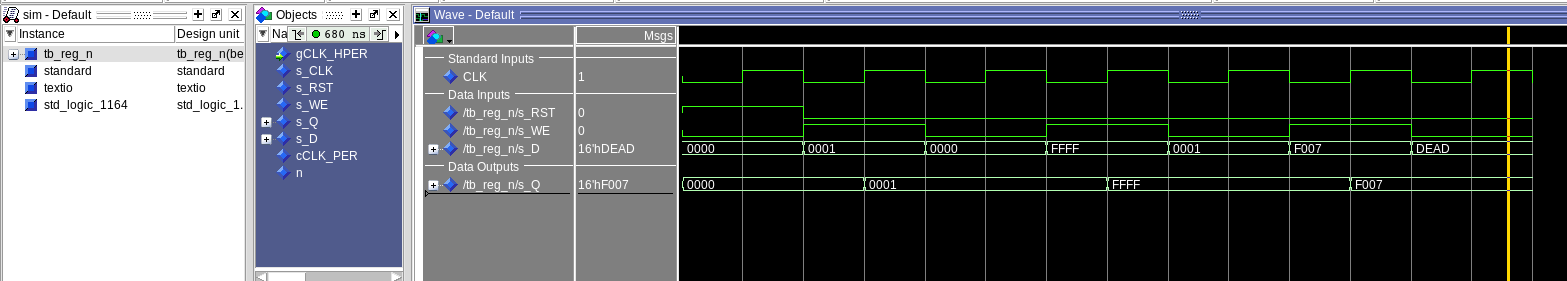 sim - Default
Instance Design unit
tb_reg_n tb_reg_n(be
standard standard
textio textio
std_logic_1164 std_logic_1.
Objects
Na 680 ns
gCLK_HPER
s_CLK
s_RST
s_WE
s_Q
s_D
cCLK_PER
n
Wave - Default
Msgs
Standard Inputs
CLK 1
Data Inputs
/tb_reg_n/s_RST 0
/tb_reg_n/s_WE 0
/tb_reg_n/s_D 16'hDEAD 0000 0001 0000 FFFF 0001 F007 DEAD
Data Outputs
/tb_reg_n/s_Q 16'hF007 0000 0001 FFFF F007